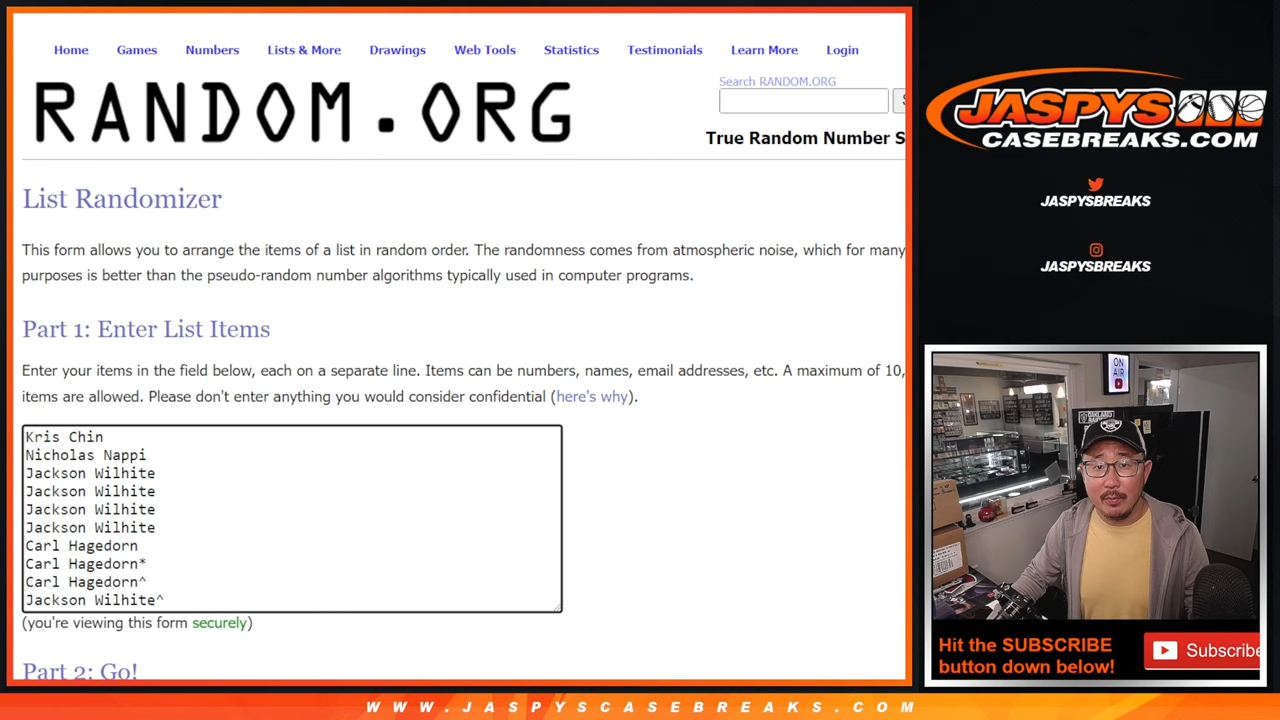 Home Games Numbers Lists & More Drawings Web Tools Statistics Testimonials Learn More Login
RANDOM.ORG
Search RANDOM.ORG
True Random Number S
List Randomizer
This form allows you to arrange the items of a list in random order. The randomness comes from atmospheric noise, which for many
purposes is better than the pseudo-random number algorithms typically used in computer programs.
Part 1: Enter List Items
Enter your items in the field below, each on a separate line. Items can be numbers, names, email addresses, etc. A maximum of 10,
items are allowed. Please don't enter anything you would consider confidential (here's why).
Kris Chin
Nicholas Nappi
Jackson Wilhite
Jackson Wilhite
Jackson Wilhite
Jackson Wilhite
Carl Hagedorn
Carl Hagedorn*
Carl Hagedorn^
Jackson Wilhite^
(you're viewing this form securely)
Part 2: Go!
JASPYS
CASEBREAKS.COM
JASPYSBREAKS
JASPYSBREAKS
ON
AIR
Hit the SUBSCRIBE
button down below!
Subscribe
WWW.JASPYSCASEBREAKS.COM